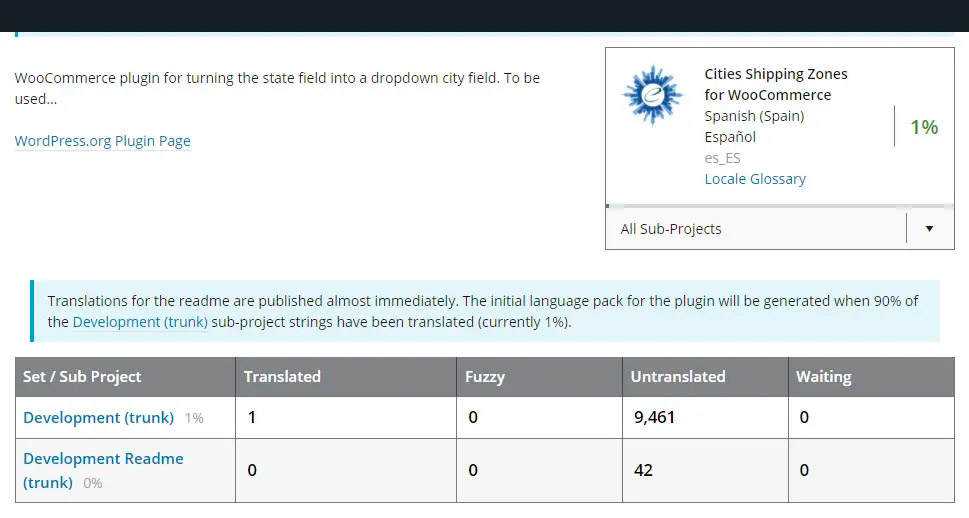 WooCommerce plugin for turning the state field into a dropdown city field. To be
used...
WordPress.org Plugin Page
Cities Shipping Zones
for WooCommerce
Spanish (Spain)
Español
es_ES
Locale Glossary
1%
All Sub-Projects
Translations for the readme are published almost immediately. The initial language pack for the plugin will be generated when 90% of
the Development (trunk) sub-project strings have been translated (currently 1%).
Set / Sub Project Translated Fuzzy Untranslated Waiting
Development (trunk) 1% 1 0 9,461 0
Development Readme
(trunk) 0% 0 0 42 0